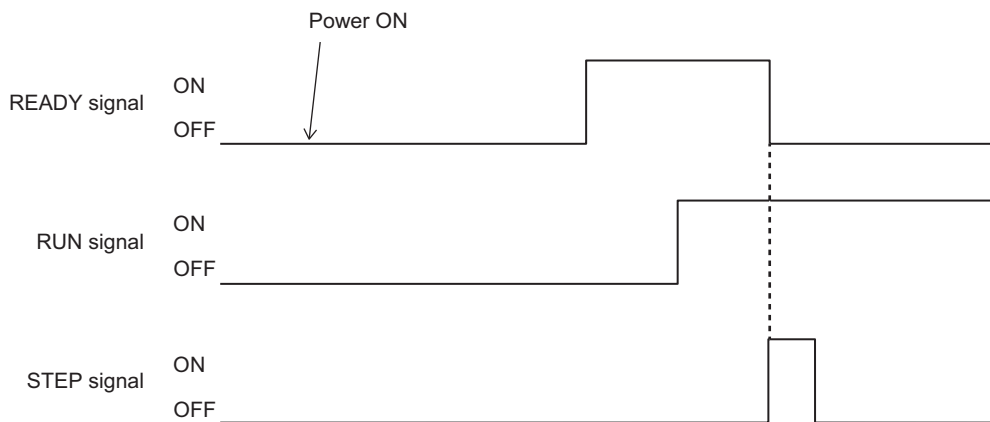 Power ON
READY signal
ON
OFF
RUN signal
ON
OFF
STEP signal
ON
OFF